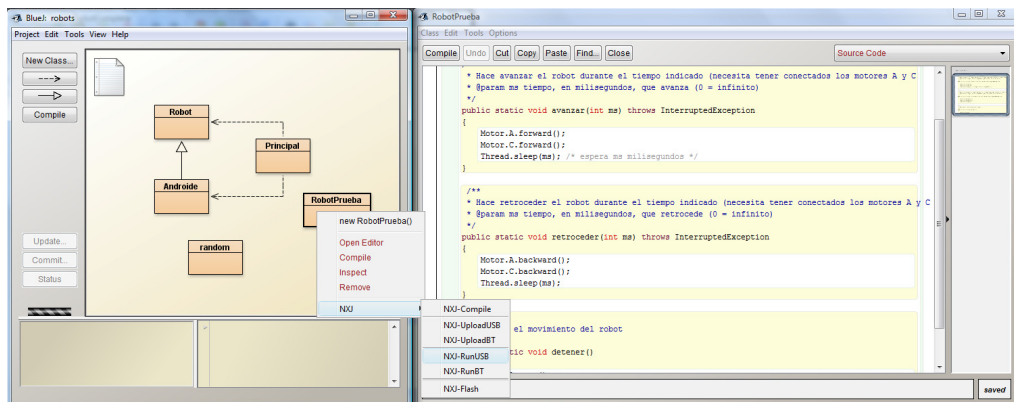 BlueJ: robots
Project Edit Tools View Help
New Class...
Compile
Robot
Principal
Androide
RobotPrueba
random
Update...
Commit...
Status
new RobotPrueba()
Open Editor
Compile
Inspect
Remove
NXJ
NXJ-Compile
NXJ-UploadUSB
NXJ-UploadBT
NXJ-RunUSB
NXJ-RunBT
NXJ-Flash
RobotPrueba
Class Edit Tools Options
Compile Undo Cut Copy Paste Find... Close
Source Code
* Hace avanzar el robot durante el tiempo indicado (necesita tener conectados los motores A y C
* @param ms tiempo, en milisegundos, que avanza (0 = infinito)
*/
public static void avanzar(int ms) throws InterruptedException
{
Motor.A.forward();
Motor.C.forward();
Thread.sleep(ms); /* espera ms milisegundos */
}
/**
* Hace retroceder el robot durante el tiempo indicado (necesita tener conectados los motores A y C
* @param ms tiempo, en milisegundos, que retrocede (0 = infinito)
*/
public static void retroceder(int ms) throws InterruptedException
{
Motor.A.backward();
Motor.C.backward();
Thread.sleep(ms);
}
el movimiento del robot
tic void detener()
saved